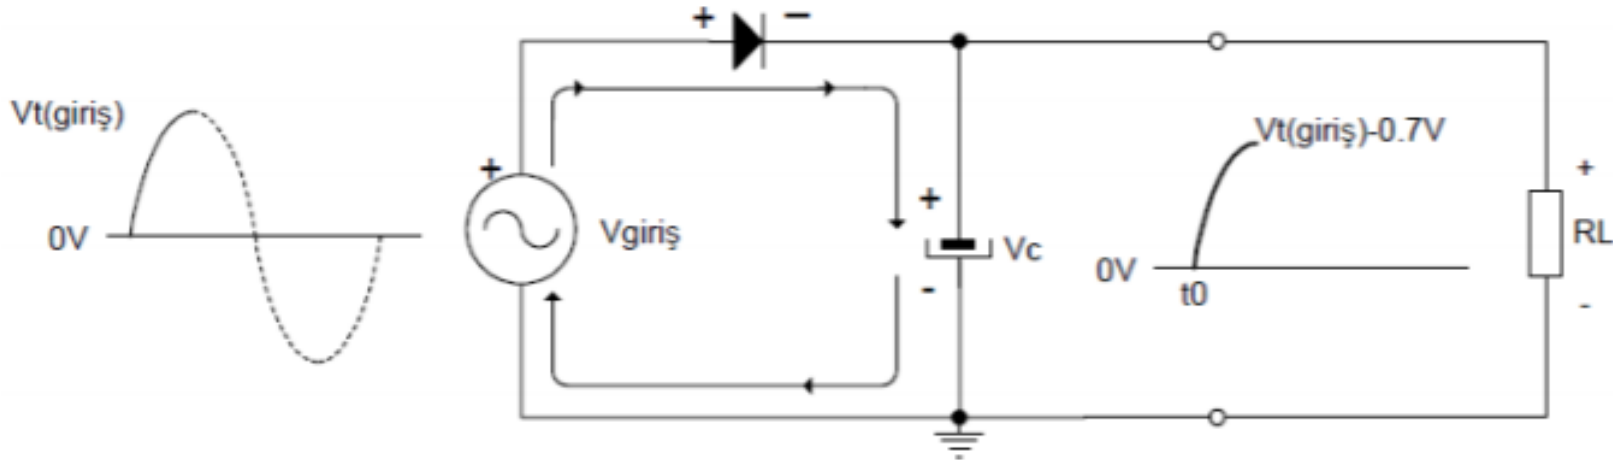 + –
Vt(giriş)
0V
+
Vgiriş
+
Vc
-
Vt(giriş)-0.7V
0V
t0
+
RL
-